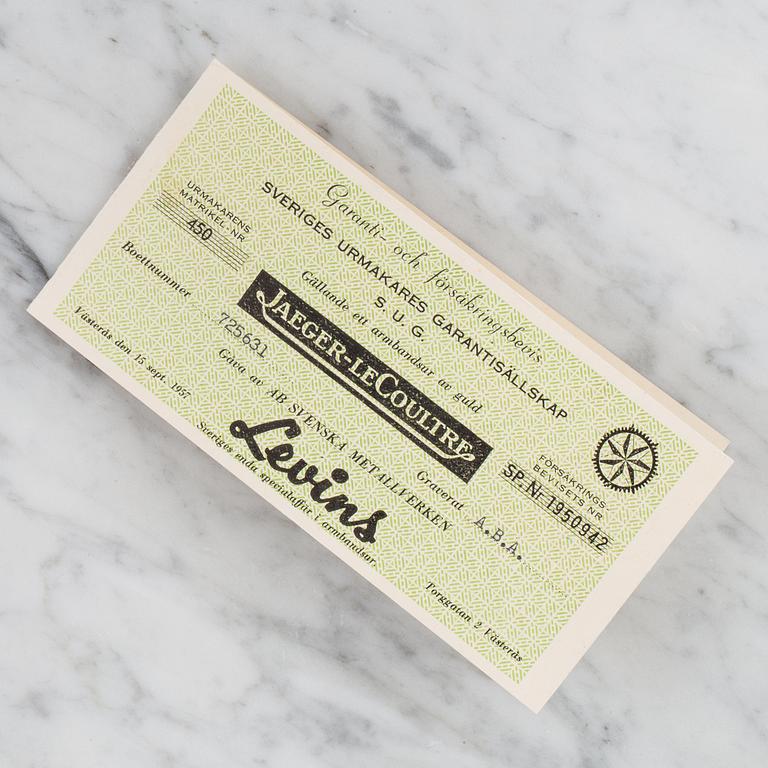 Garanti- och försäkringsbevis
SVERIGES URMAKARES GARANTISÄLLSKAP
S. U. G.
URMAKARENS
MATRIKEL-NR
450
Gällande ett armbandsur av guld
JAEGER-LECOULTRE
FÖRSÄKRINGS
BEVISETS NR
SP. Nr 1950942
Boettnummer
725631
Graverat A.B.A.
Gåva av AB SVENSKA METALLVERKEN
Västerås den 15 sept. 1957
Levins
Sveriges enda specialaffär i armbandsur.
Torggatan 2 Västerås